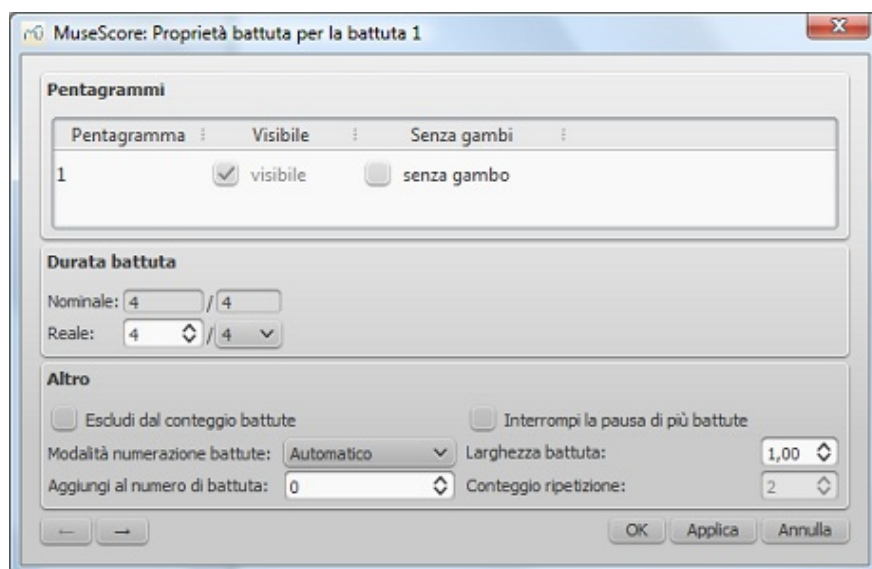 MuseScore: Proprietà battuta per la battuta 1
Pentagrammi
Pentagramma Visibile Senza gambi
1 visibile senza gambo
Durata battuta
Nominale: 4 / 4
Reale: 4 / 4
Altro
Escludi dal conteggio battute Interrompi la pausa di più battute
Modalità numerazione battute: Automatico Larghezza battuta: 1,00
Aggiungi al numero di battuta: 0 Conteggio ripetizione: 2
← → OK Applica Annulla